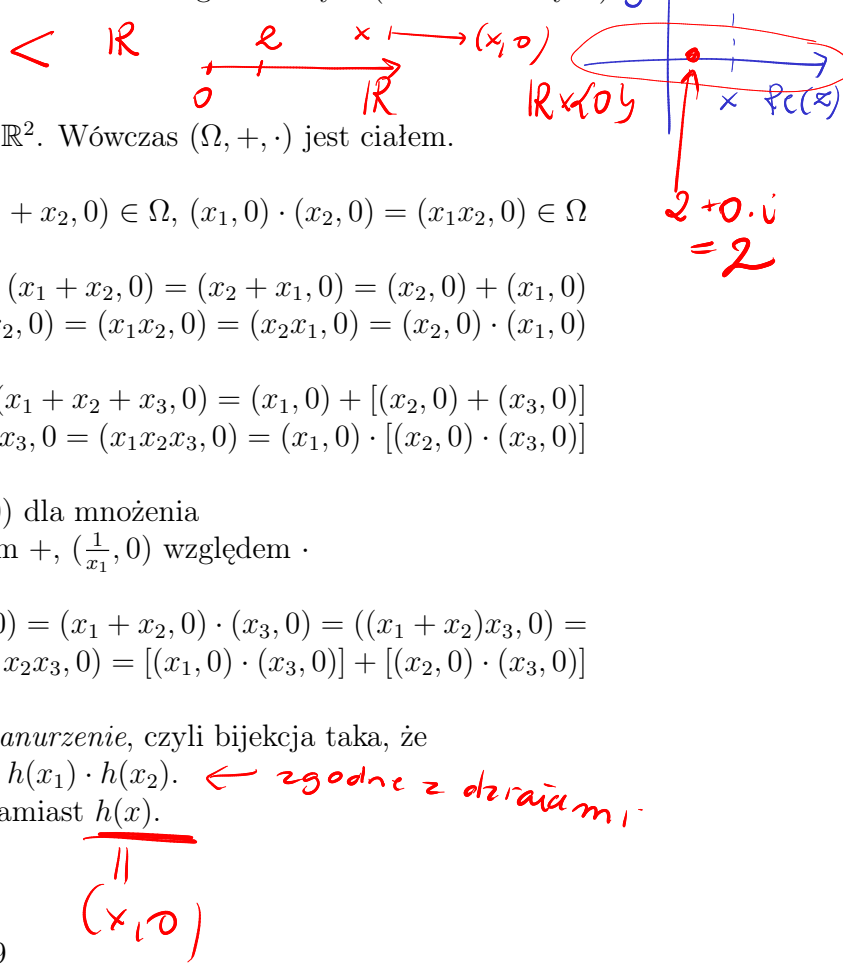 < ℝ 2 x ↦ (x, 0)
0 ℝ ℝ×{0} x Re(z)
ℝ². Wówczas (Ω, +, ·) jest ciałem.
+ x₂, 0) ∈ Ω, (x₁, 0) · (x₂, 0) = (x₁x₂, 0) ∈ Ω
2 + 0·i
= 2
(x₁ + x₂, 0) = (x₂ + x₁, 0) = (x₂, 0) + (x₁, 0)
₂, 0) = (x₁x₂, 0) = (x₂x₁, 0) = (x₂, 0) · (x₁, 0)
(x₁ + x₂ + x₃, 0) = (x₁, 0) + [(x₂, 0) + (x₃, 0)]
x₃, 0 = (x₁x₂x₃, 0) = (x₁, 0) · [(x₂, 0) · (x₃, 0)]
) dla mnożenia
m +, (1/x₁, 0) względem ·
0) = (x₁ + x₂, 0) · (x₃, 0) = ((x₁ + x₂)x₃, 0) =
x₂x₃, 0) = [(x₁, 0) · (x₃, 0)] + [(x₂, 0) · (x₃, 0)]
anurzenie, czyli bijekcja taka, że
h(x₁) · h(x₂). ← zgodne z działami
amiast h(x).
||
(x, 0)
9